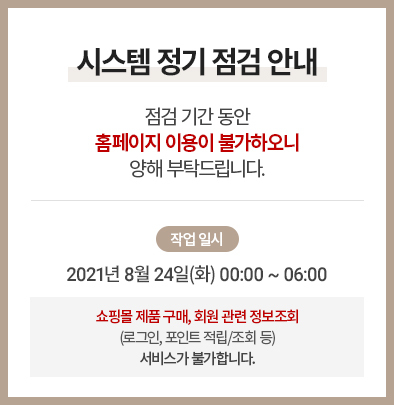 시스템 정기 점검 안내
점검 기간 동안
홈페이지 이용이 불가하오니
양해 부탁드립니다.
작업 일시
2021년 8월 24일(화) 00:00 ~ 06:00
쇼핑몰 제품 구매, 회원 관련 정보조회
(로그인, 포인트 적립/조회 등)
서비스가 불가합니다.